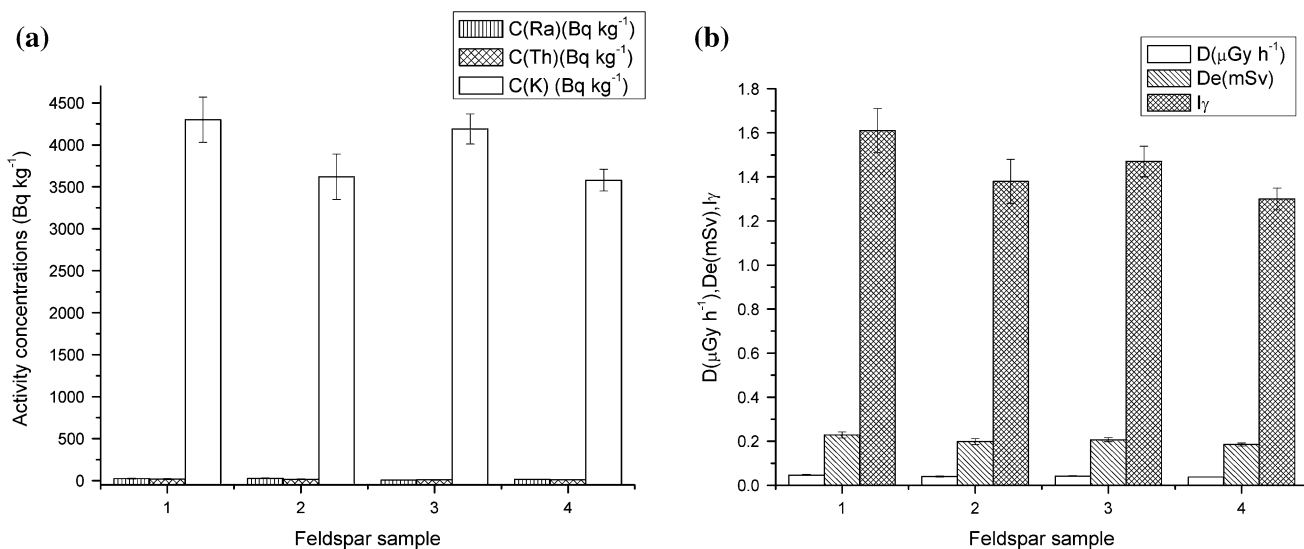 (a)
C(Ra)(Bq kg⁻¹)
C(Th)(Bq kg⁻¹)
C(K) (Bq kg⁻¹)
4500
4000
3500
3000
2500
2000
1500
1000
500
0
Activity concentrations (Bq kg⁻¹)
1 2 3 4
Feldspar sample
(b)
D(μGy h⁻¹)
De(mSv)
Iγ
1.8
1.6
1.4
1.2
1.0
0.8
0.6
0.4
0.2
0.0
D(μGy h⁻¹),De(mSv),Iγ
1 2 3 4
Feldspar sample